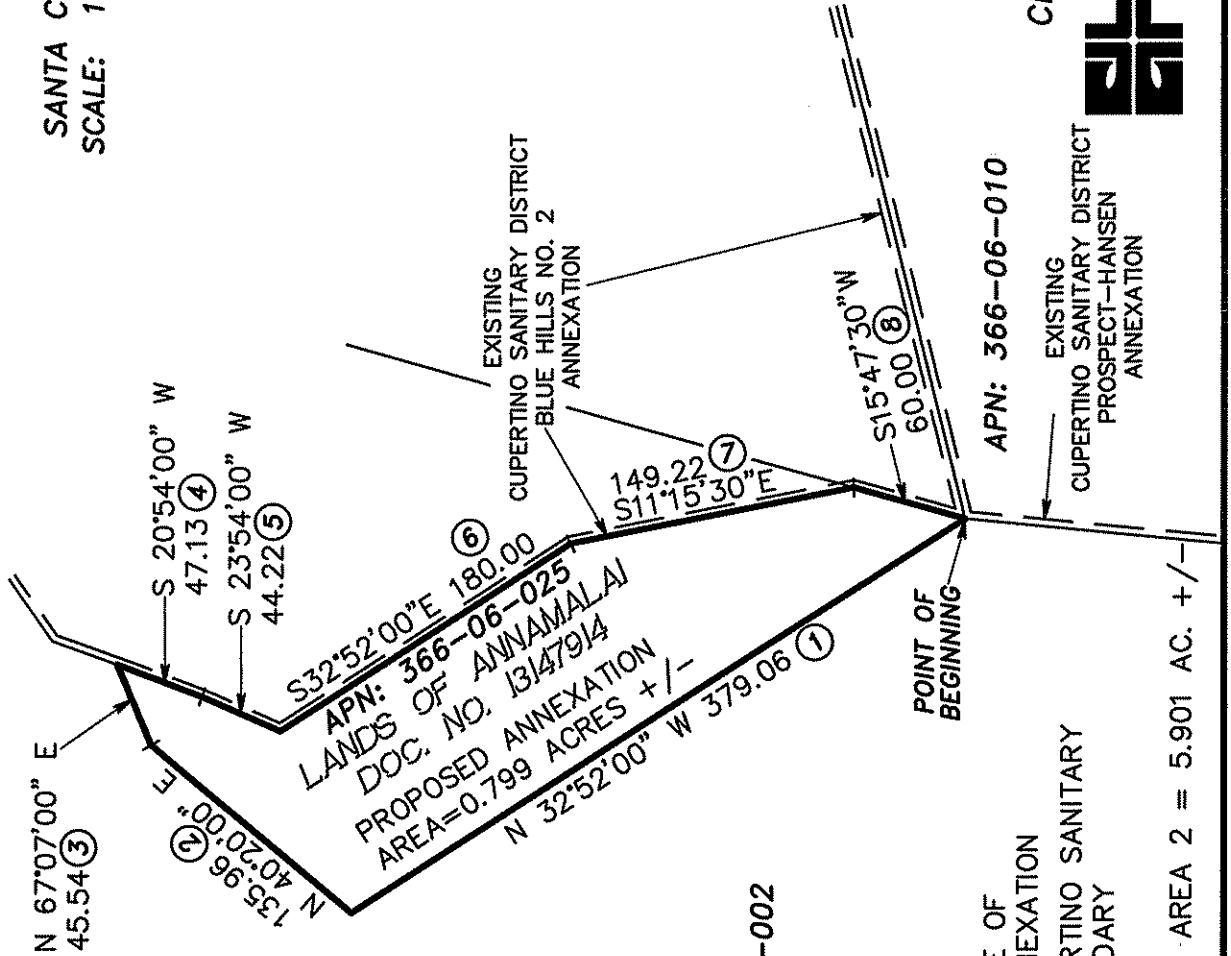 SANTA C
SCALE: 1
N 67°07'00" E
45.54 3
S 20°54'00" W
47.13 4
S 23°54'00" W
44.22 5
EXISTING
CUPERTINO SANITARY DISTRICT
BLUE HILLS NO. 2
ANNEXATION
135.96 2
N 40°20'00" E
S32°52'00"E 180.00 6
APN: 366-06-025
LANDS OF ANNAMALAI
DOC. NO. 13147914
PROPOSED ANNEXATION
AREA=0.799 ACRES +/-
N 32°52'00" W 379.06 1
149.22 7
S11°15'30"E
S15°47'30"W
60.00 8
POINT OF
BEGINNING
APN: 366-06-010
EXISTING
CUPERTINO SANITARY DISTRICT
PROSPECT-HANSEN
ANNEXATION
-002
E OF
NEXATION
RTINO SANITARY
DARY
AREA 2 = 5.901 AC. +/-